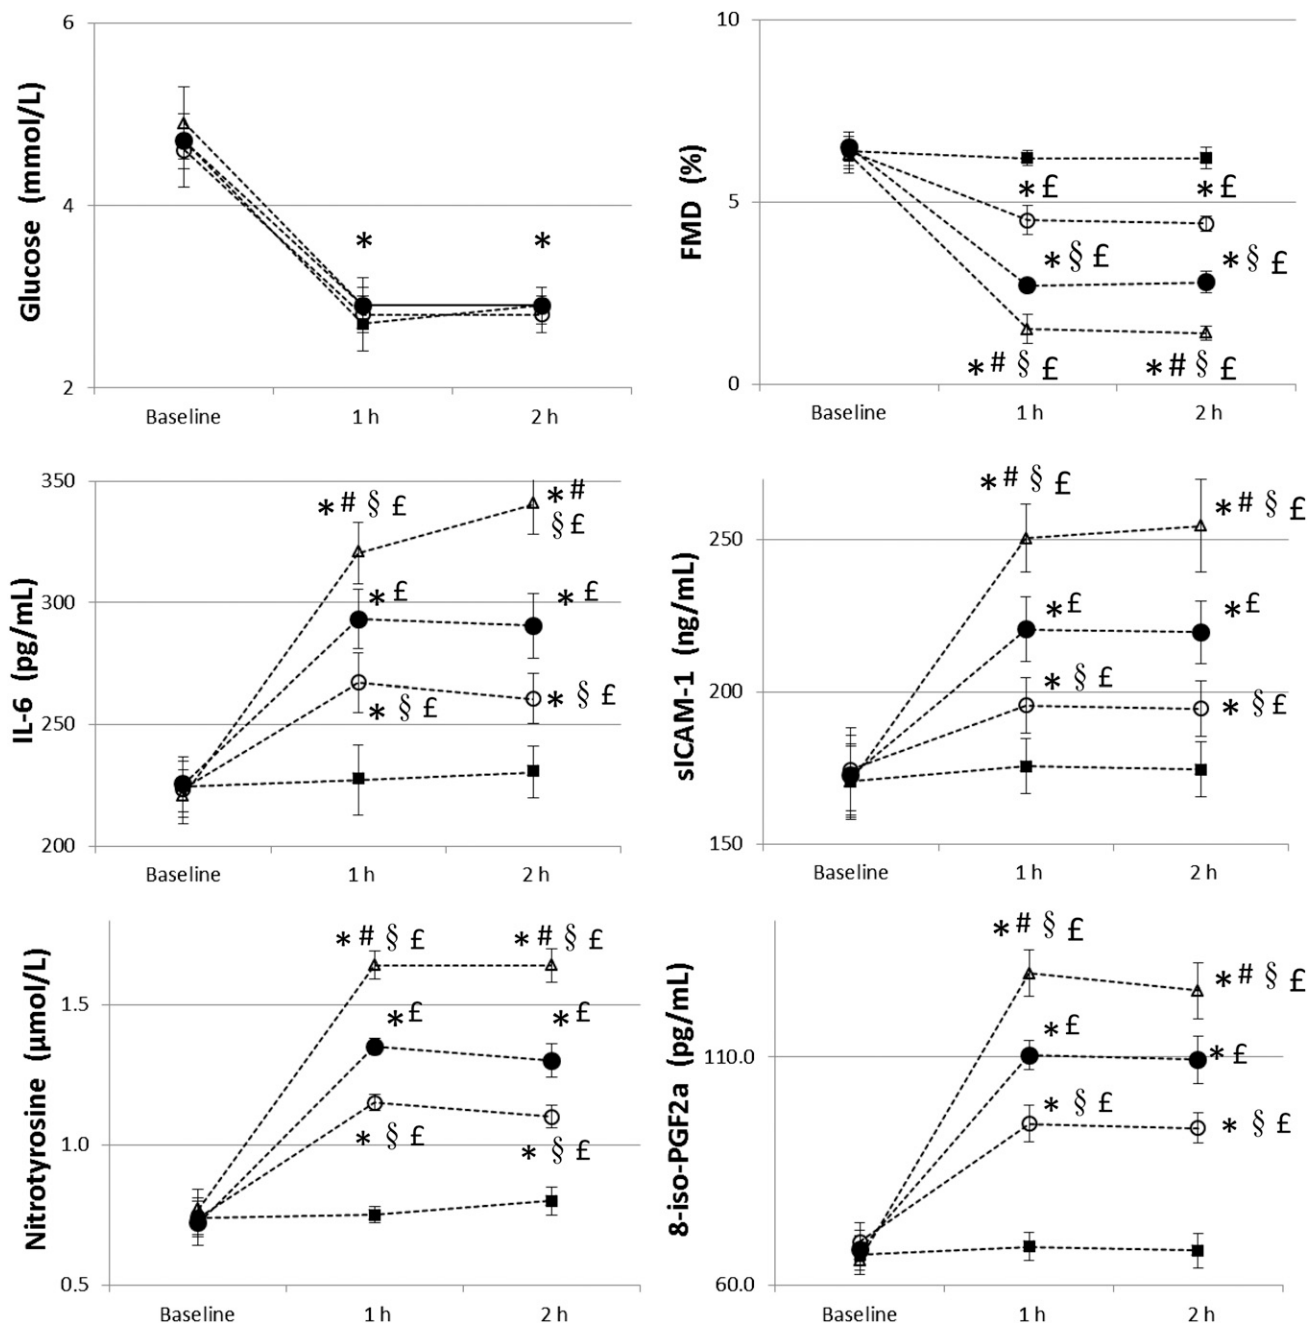 6
4
2
Glucose (mmol/L)
* *
Baseline 1 h 2 h
10
5
0
FMD (%)
* £ * £
* § £ * § £
* # § £ * # § £
Baseline 1 h 2 h
350
300
250
200
IL-6 (pg/mL)
* # § £ * #
§ £
* £ * £
* § £ * § £
Baseline 1 h 2 h
250
200
150
sICAM-1 (ng/mL)
* # § £ * # § £
* £ * £
* § £ * § £
Baseline 1 h 2 h
1.5
1.0
0.5
Nitrotyrosine (µmol/L)
* # § £ * # § £
* £ * £
* § £ * § £
Baseline 1 h 2 h
110.0
60.0
8-iso-PGF2a (pg/mL)
* # § £ * # § £
* £ * £
* § £ * § £
Baseline 1 h 2 h